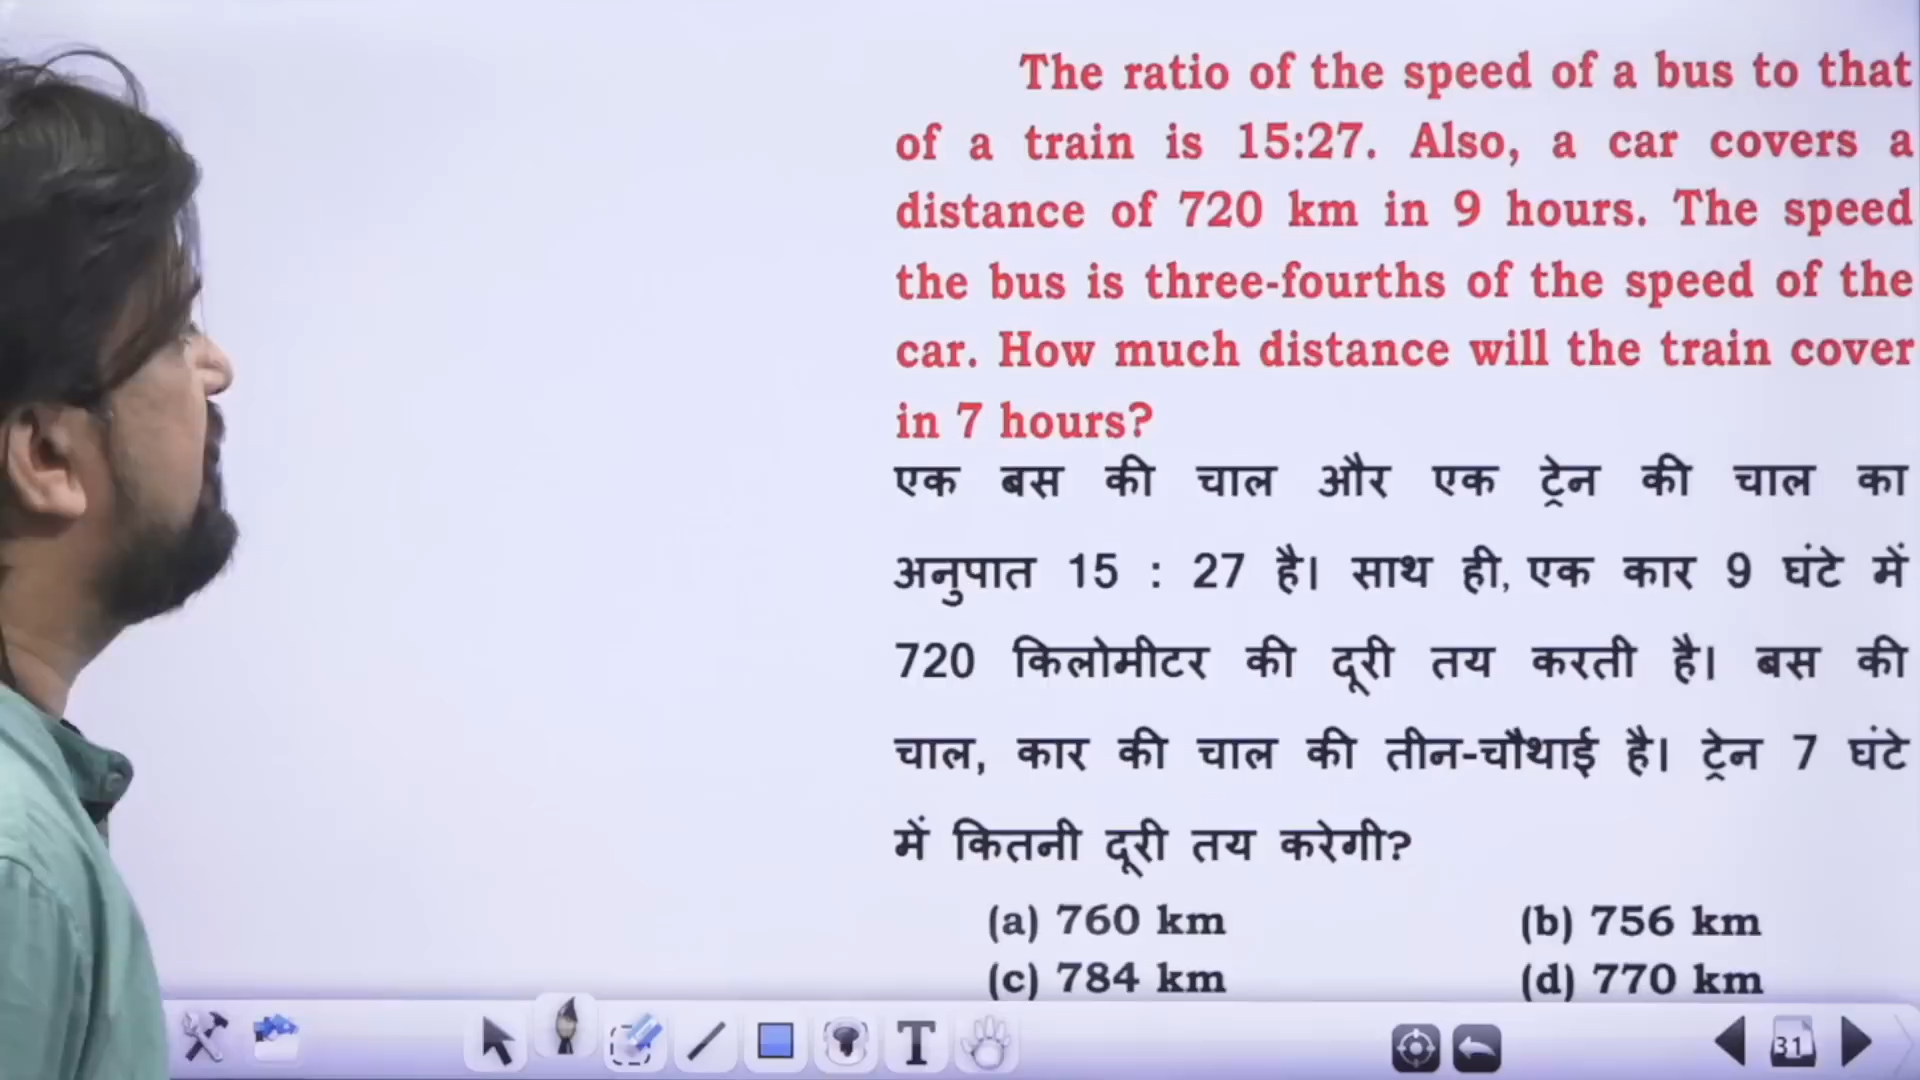 The ratio of the speed of a bus to that
of a train is 15:27. Also, a car covers a
distance of 720 km in 9 hours. The speed
the bus is three-fourths of the speed of the
car. How much distance will the train cover
in 7 hours?
एक बस की चाल और एक ट्रेन की चाल का
अनुपात 15 : 27 है। साथ ही, एक कार 9 घंटे में
720 किलोमीटर की दूरी तय करती है। बस की
चाल, कार की चाल की तीन-चौथाई है। ट्रेन 7 घंटे
में कितनी दूरी तय करेगी?
(a) 760 km (b) 756 km
(c) 784 km (d) 770 km
T 31